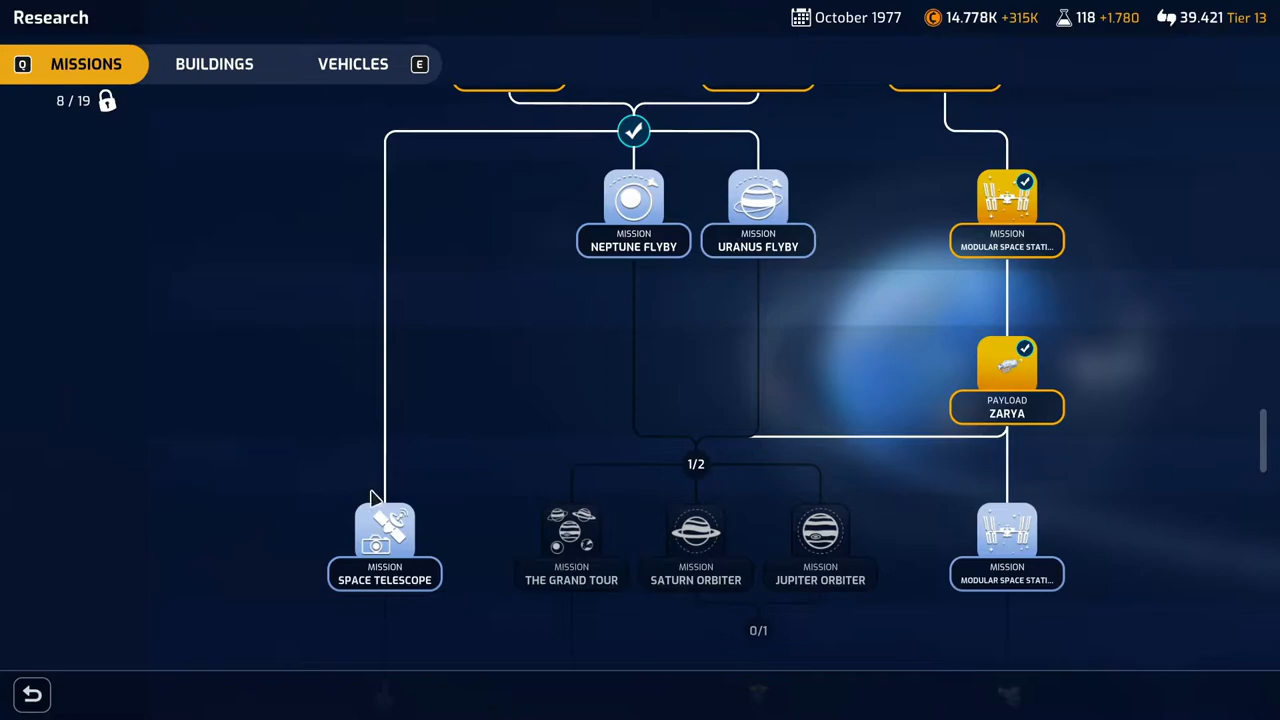 Research
October 1977
14.778K +315K
118 +1.780
39.421 Tier 13
Q MISSIONS
BUILDINGS
VEHICLES E
8 / 19
MISSION
NEPTUNE FLYBY
MISSION
URANUS FLYBY
MISSION
MODULAR SPACE STATI...
PAYLOAD
ZARYA
1/2
MISSION
SPACE TELESCOPE
MISSION
THE GRAND TOUR
MISSION
SATURN ORBITER
MISSION
JUPITER ORBITER
MISSION
MODULAR SPACE STATI...
0/1